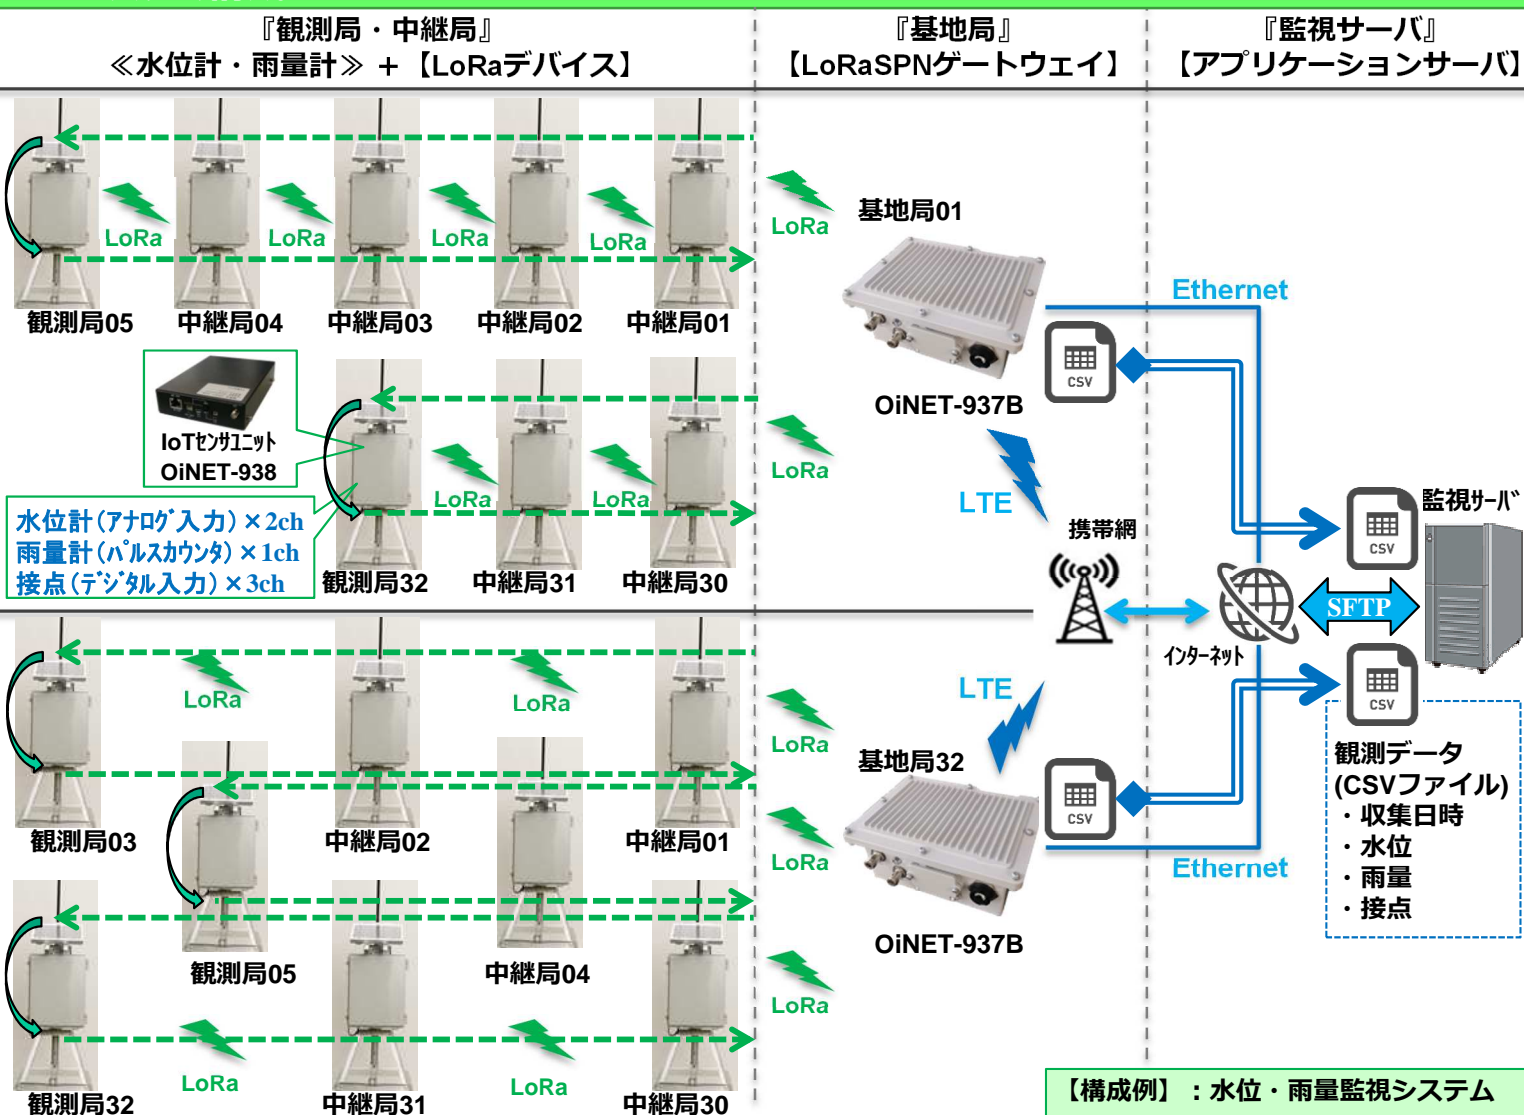 『観測局・中継局』
≪水位計・雨量計≫ + 【LoRaデバイス】
『基地局』
【LoRaSPNゲートウェイ】
『監視サーバ』
【アプリケーションサーバ】
LoRa
LoRa
LoRa
LoRa
LoRa
観測局05
中継局04
中継局03
中継局02
中継局01
基地局01
OiNET-937B
Ethernet
CSV
IoTセンサユニット
OiNET-938
水位計(アナログ入力)×2ch
雨量計(パルスカウンタ)×1ch
接点(デジタル入力)×3ch
LoRa
LoRa
LoRa
観測局32
中継局31
中継局30
LTE
携帯網
インターネット
SFTP
CSV
監視サーバ
LoRa
LoRa
LoRa
観測局03
中継局02
中継局01
LTE
基地局32
OiNET-937B
CSV
Ethernet
CSV
観測データ
(CSVファイル)
・収集日時
・水位
・雨量
・接点
LoRa
観測局05
中継局04
LoRa
LoRa
LoRa
観測局32
中継局31
中継局30
【構成例】：水位・雨量監視システム